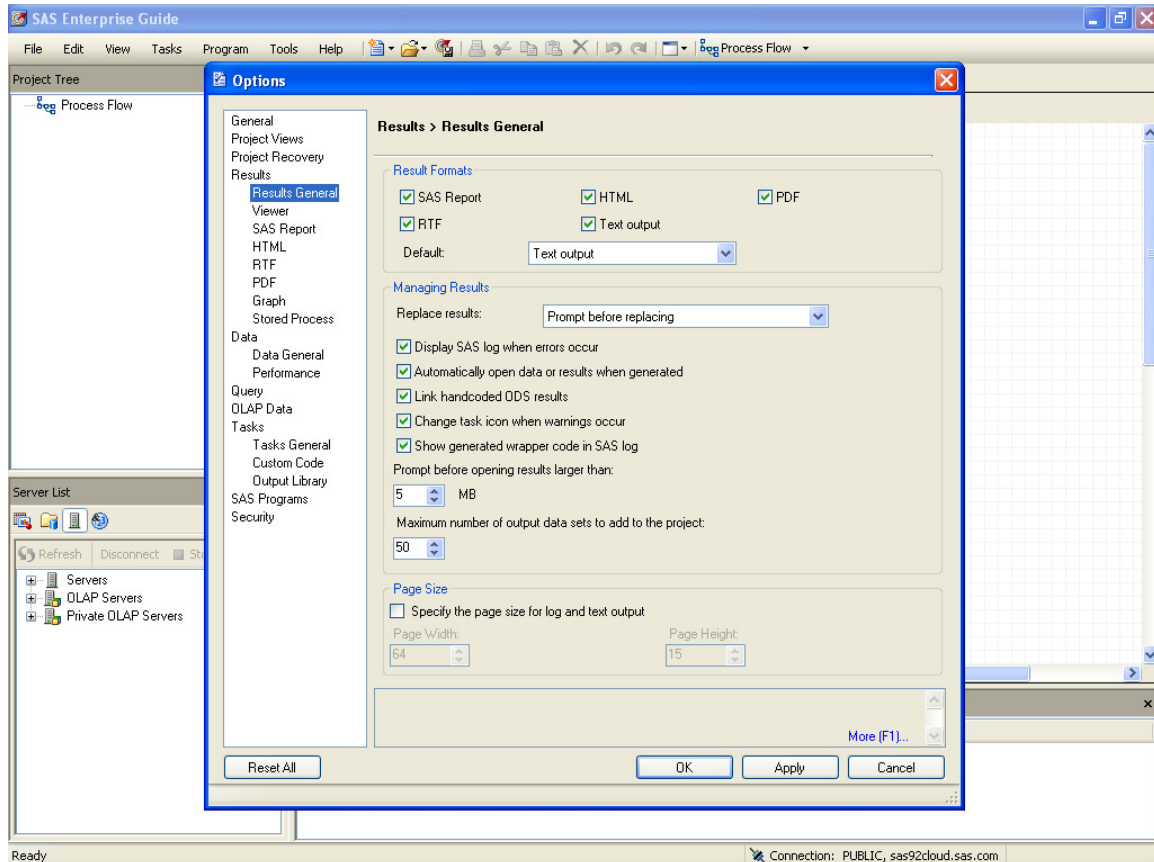 SAS Enterprise Guide
File Edit View Tasks Program Tools Help Process Flow
Project Tree
Process Flow
Options
General
Project Views
Project Recovery
Results
Results General
Viewer
SAS Report
HTML
RTF
PDF
Graph
Stored Process
Data
Data General
Performance
Query
OLAP Data
Tasks
Tasks General
Custom Code
Output Library
SAS Programs
Security
Results > Results General
Result Formats
SAS Report HTML PDF
RTF Text output
Default: Text output
Managing Results
Replace results: Prompt before replacing
Display SAS log when errors occur
Automatically open data or results when generated
Link handcoded ODS results
Change task icon when warnings occur
Show generated wrapper code in SAS log
Prompt before opening results larger than:
5 MB
Maximum number of output data sets to add to the project:
50
Page Size
Specify the page size for log and text output
Page Width: Page Height:
64 15
More (F1)...
Reset All OK Apply Cancel
Server List
Refresh Disconnect
Servers
OLAP Servers
Private OLAP Servers
Ready Connection: PUBLIC, sas92cloud.sas.com